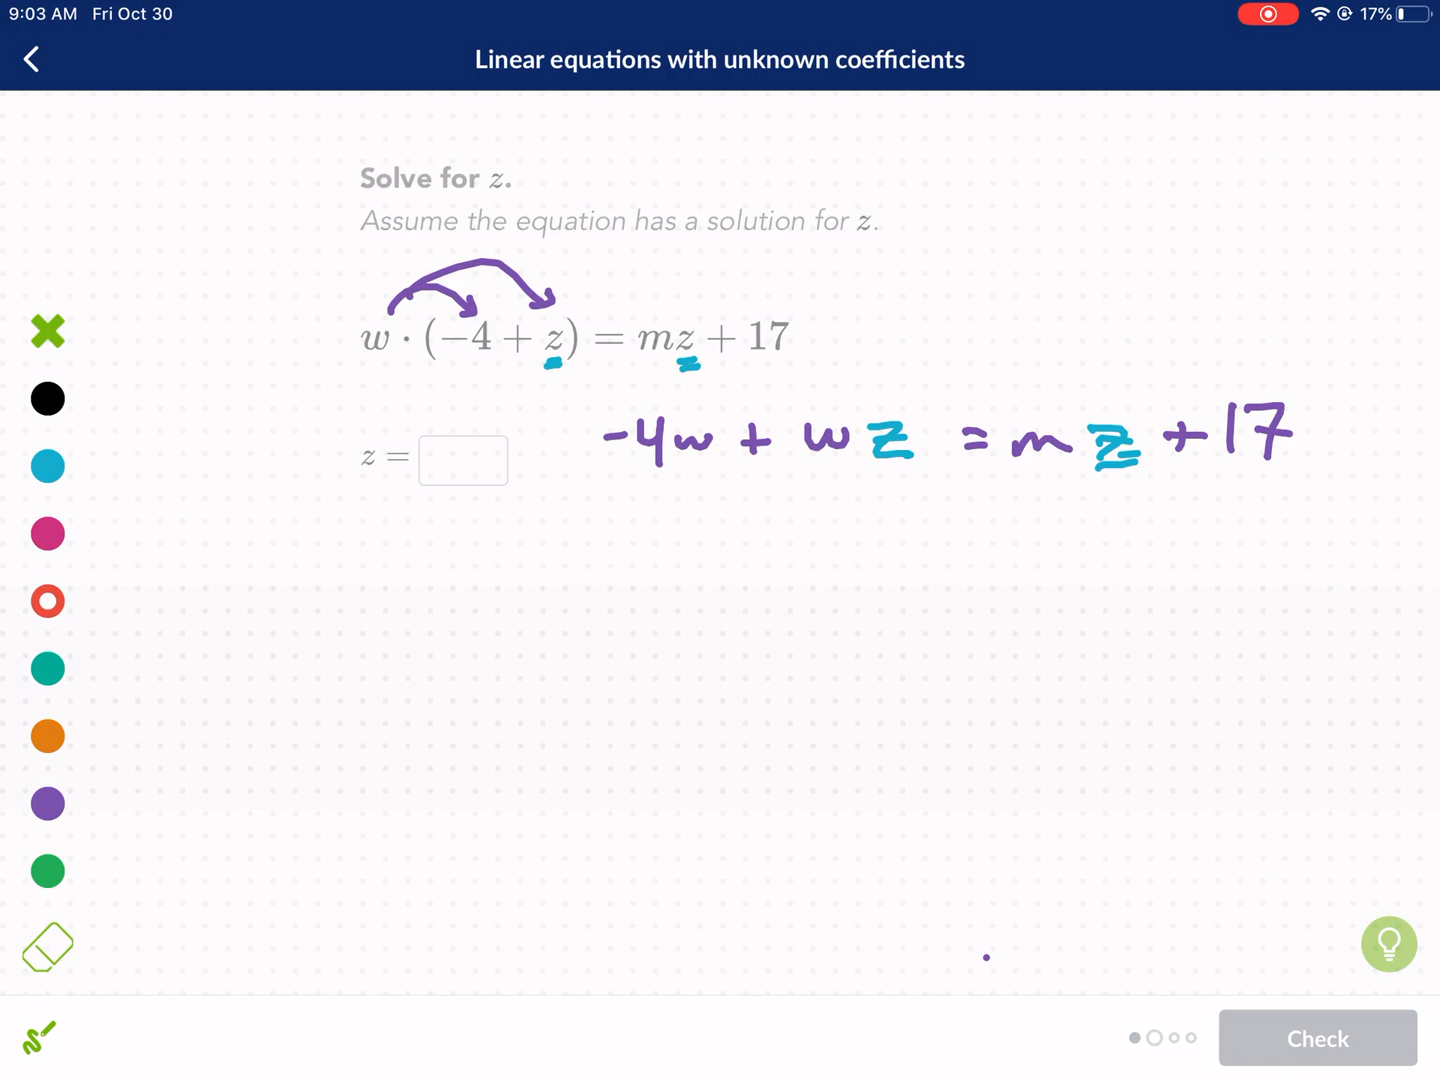 9:03 AM Fri Oct 30 17%
Linear equations with unknown coefficients
Solve for z.
Assume the equation has a solution for z.
w · (−4 + z) = mz + 17
-4w + wz = mz + 17
z =
Check